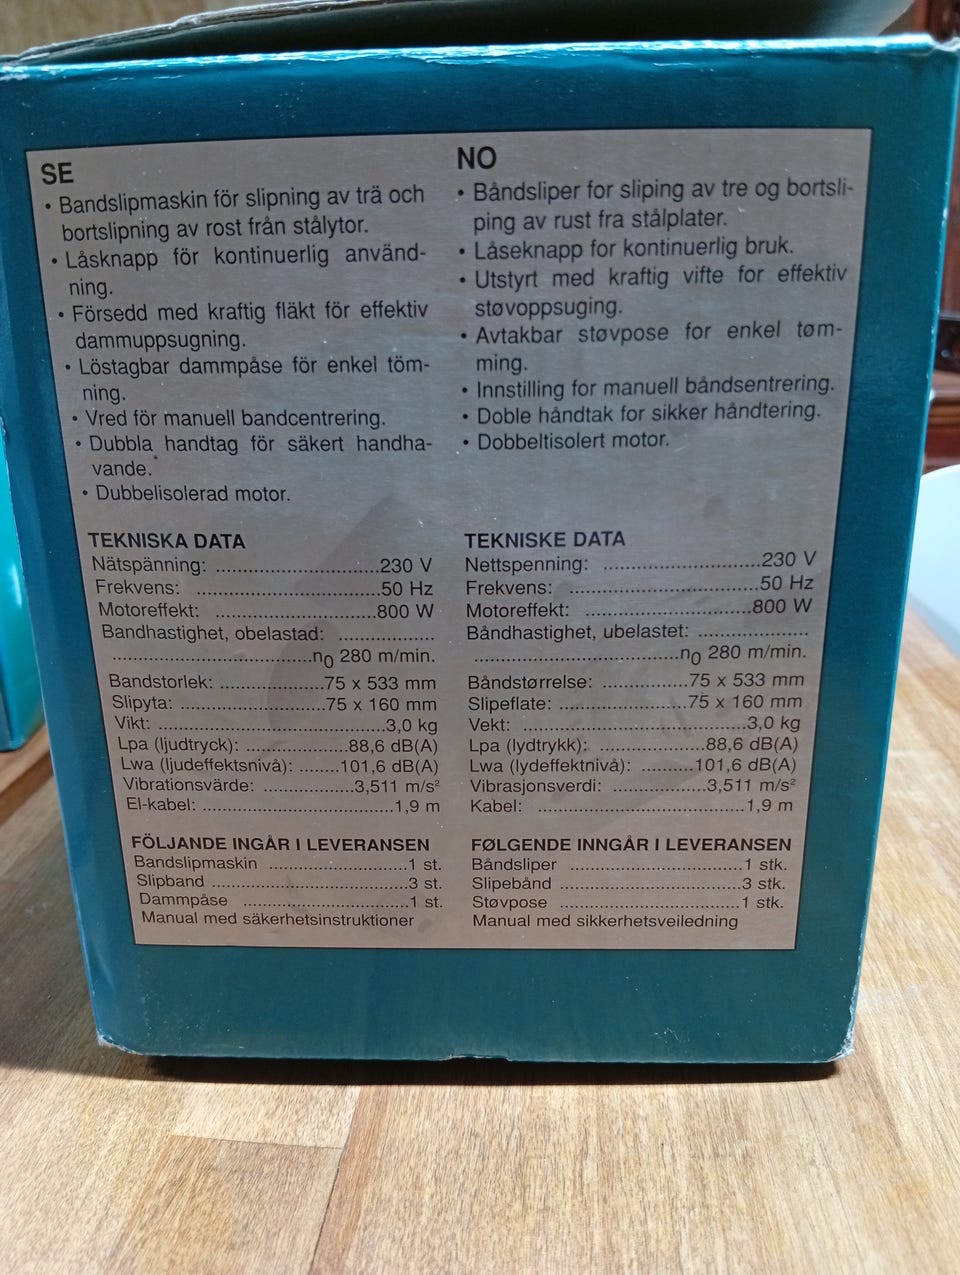 SE
• Bandslipmaskin för slipning av trä och
bortslipning av rost från stålytor.
• Låsknapp för kontinuerlig använd-
ning.
• Försedd med kraftig fläkt för effektiv
dammuppsugning.
• Löstagbar dammpåse för enkel töm-
ning.
• Vred för manuell bandcentrering.
• Dubbla handtag för säkert handha-
vande.
• Dubbelisolerad motor.
TEKNISKA DATA
Nätspänning: ..............................230 V
Frekvens: ..................................50 Hz
Motoreffekt: ................................800 W
Bandhastighet, obelastad: .................
....................................n0 280 m/min.
Bandstorlek: ...................75 x 533 mm
Slipyta: ............................75 x 160 mm
Vikt: ..........................................3,0 kg
Lpa (ljudtryck): ...................88,6 dB(A)
Lwa (ljudeffektsnivå): ........101,6 dB(A)
Vibrationsvärde: .................3,511 m/s²
El-kabel: ....................................1,9 m
FÖLJANDE INGÅR I LEVERANSEN
Bandslipmaskin ...........................1 st.
Slipband ......................................3 st.
Dammpåse ................................1 st.
Manual med säkerhetsinstruktioner
NO
• Båndsliper for sliping av tre og bortsli-
ping av rust fra stålplater.
• Låseknapp for kontinuerlig bruk.
• Utstyrt med kraftig vifte for effektiv
støvoppsuging.
• Avtakbar støvpose for enkel tøm-
ming.
• Innstilling for manuell båndsentrering.
• Doble håndtak for sikker håndtering.
• Dobbeltisolert motor.
TEKNISKE DATA
Nettspenning: .............................230 V
Frekvens: ...................................50 Hz
Motoreffekt: .................................800 W
Båndhastighet, ubelastet: ....................
.....................................n0 280 m/min.
Båndstørrelse: ................75 x 533 mm
Slipeflate: .......................75 x 160 mm
Vekt: ..........................................3,0 kg
Lpa (lydtrykk): .....................88,6 dB(A)
Lwa (lydeffektnivå): ..........101,6 dB(A)
Vibrasjonsverdi: ..................3,511 m/s²
Kabel: ........................................1,9 m
FØLGENDE INNGÅR I LEVERANSEN
Båndsliper ..................................1 stk.
Slipebånd ...................................3 stk.
Støvpose ...................................1 stk.
Manual med sikkerhetsveiledning